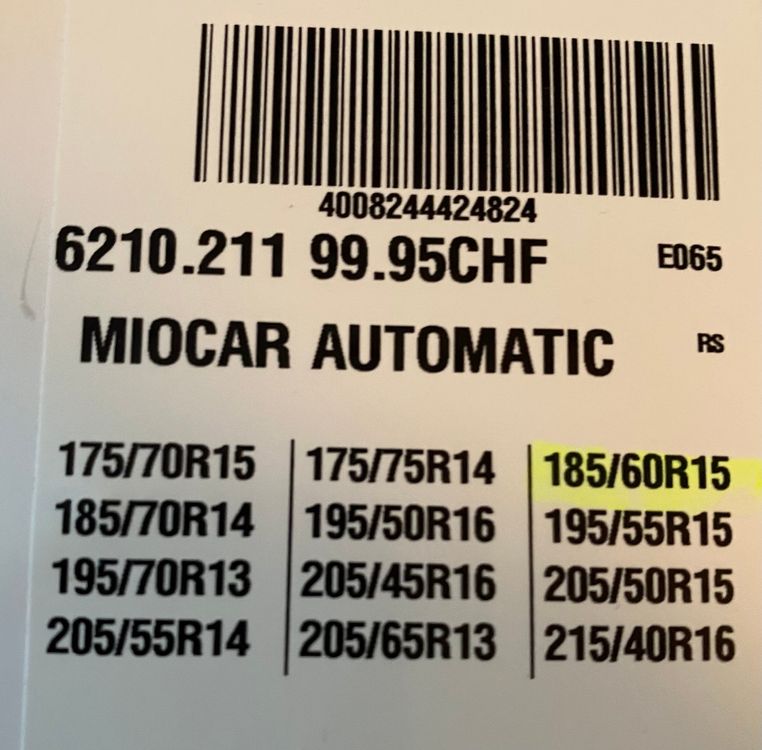 4008244424824
6210.211 99.95CHF E065
MIOCAR AUTOMATIC RS
175/70R15 175/75R14 185/60R15
185/70R14 195/50R16 195/55R15
195/70R13 205/45R16 205/50R15
205/55R14 205/65R13 215/40R16